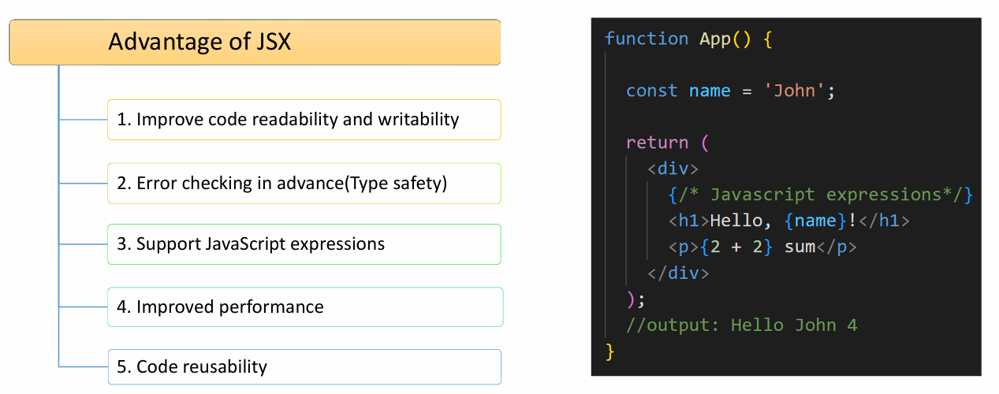 Advantage of JSX
1. Improve code readability and writability
2. Error checking in advance(Type safety)
3. Support JavaScript expressions
4. Improved performance
5. Code reusability
function App() {
const name = 'John';
return (
<div>
{/* Javascript expressions*/}
<h1>Hello, {name}!</h1>
<p>{2 + 2} sum</p>
</div>
);
//output: Hello John 4
}